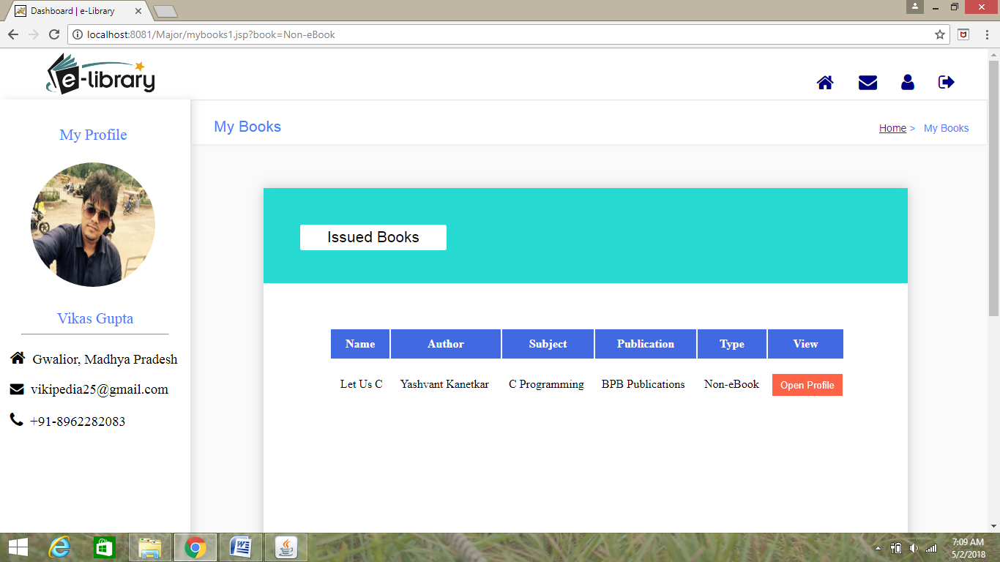 Dashboard | e-Library
localhost:8081/Major/mybooks1.jsp?book=Non-eBook
e-library
My Profile
Vikas Gupta
Gwalior, Madhya Pradesh
vikipedia25@gmail.com
+91-8962282083
My Books
Home > My Books
Issued Books
Name Author Subject Publication Type View
Let Us C Yashvant Kanetkar C Programming BPB Publications Non-eBook Open Profile
7:09 AM
5/2/2018